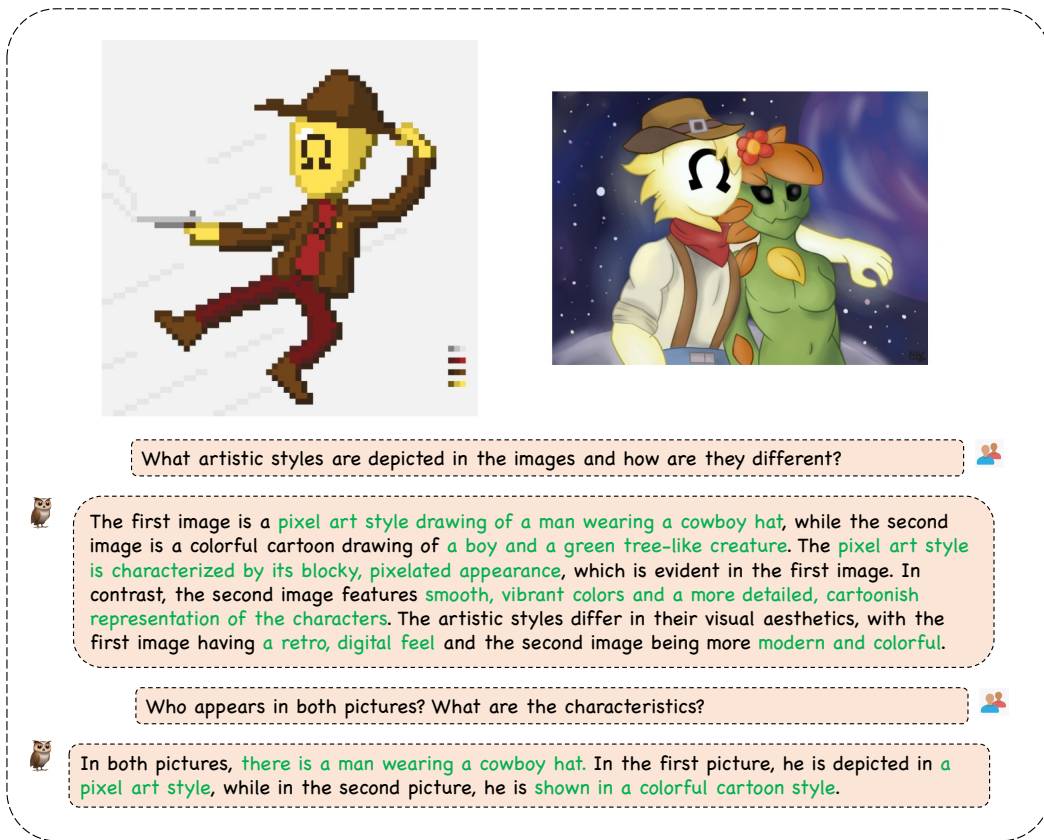 Ω
Ω
What artistic styles are depicted in the images and how are they different?
The first image is a pixel art style drawing of a man wearing a cowboy hat, while the second
image is a colorful cartoon drawing of a boy and a green tree-like creature. The pixel art style
is characterized by its blocky, pixelated appearance, which is evident in the first image. In
contrast, the second image features smooth, vibrant colors and a more detailed, cartoonish
representation of the characters. The artistic styles differ in their visual aesthetics, with the
first image having a retro, digital feel and the second image being more modern and colorful.
Who appears in both pictures? What are the characteristics?
In both pictures, there is a man wearing a cowboy hat. In the first picture, he is depicted in a
pixel art style, while in the second picture, he is shown in a colorful cartoon style.